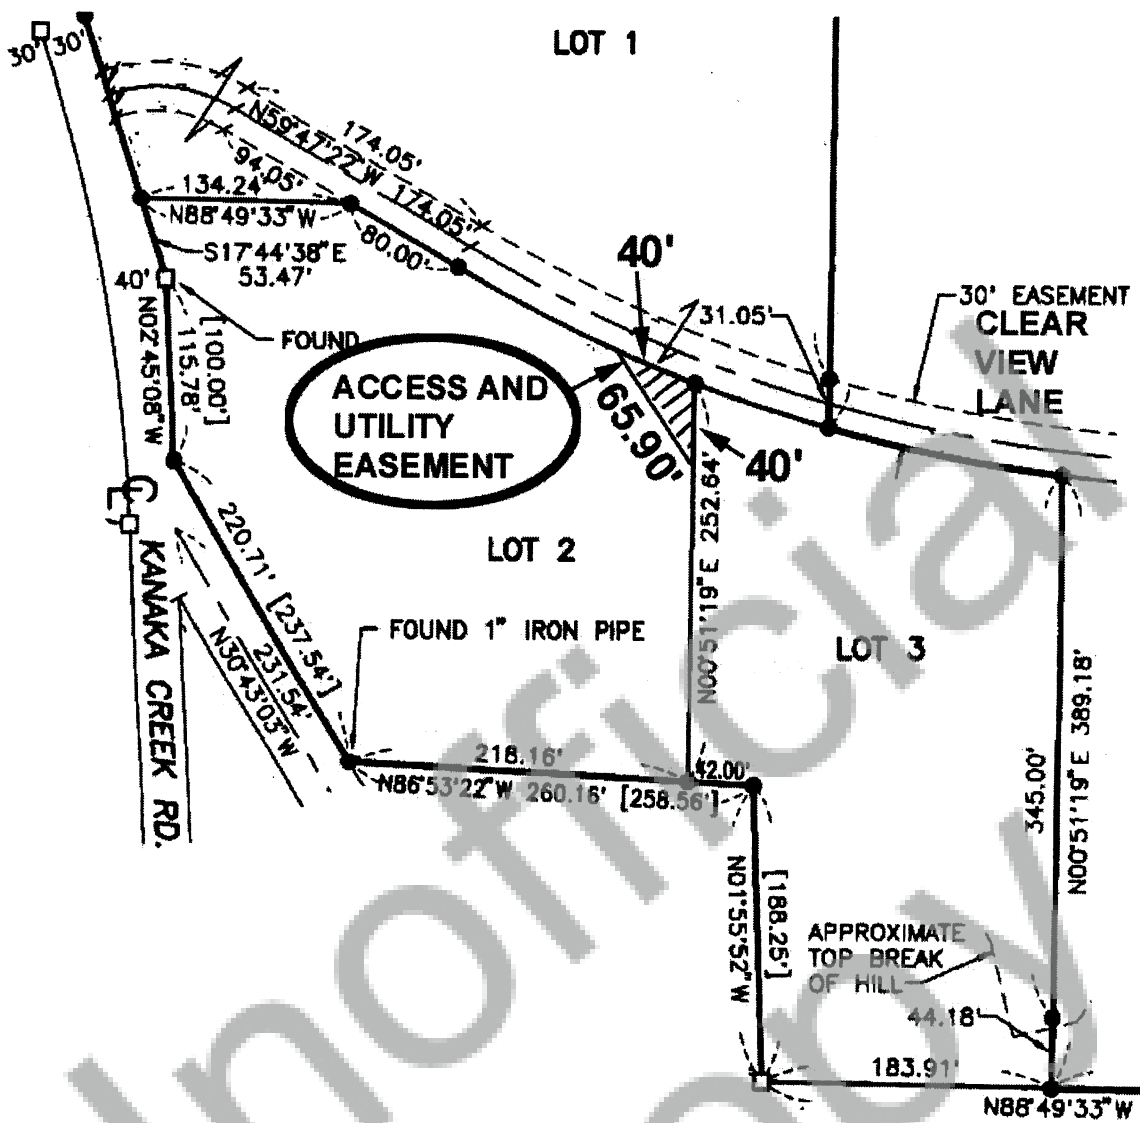 LOT 1
30' 30'
174.05'
N59°47'22"W 174.05'
94.05'
134.24'
N88°49'33"W
80.00'
S17°44'38"E
53.47'
40'
40'
31.05'
30' EASEMENT
CLEAR
VIEW
LANE
FOUND
N02°45'08"W
115.78'
[100.00']
ACCESS AND
UTILITY
EASEMENT
65.90'
40'
N00°51'19"E 252.64'
LOT 2
220.71' [237.54']
FOUND 1" IRON PIPE
LOT 3
CL KANAKA CREEK RD.
231.54'
N30°43'03"W
218.16'
42.00'
N86°53'22"W 260.16' [258.56']
345.00'
N00°51'19"E 389.18'
N01°55'52"W
[188.25']
APPROXIMATE
TOP BREAK
OF HILL
44.18'
183.91'
N88°49'33"W
Unofficial
Copy